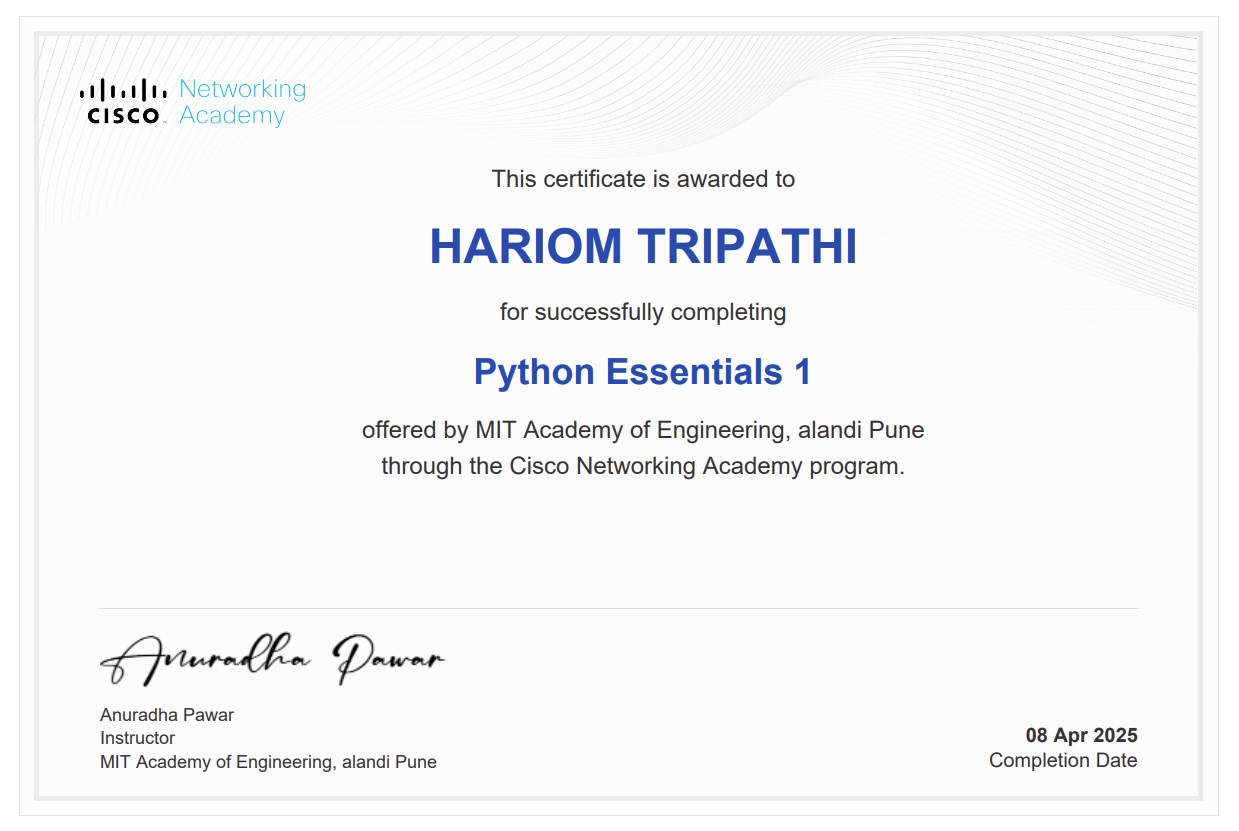 Networking
Academy
CISCO
This certificate is awarded to
HARIOM TRIPATHI
for successfully completing
Python Essentials 1
offered by MIT Academy of Engineering, alandi Pune
through the Cisco Networking Academy program.
Anuradha Pawar
Anuradha Pawar
Instructor
MIT Academy of Engineering, alandi Pune
08 Apr 2025
Completion Date